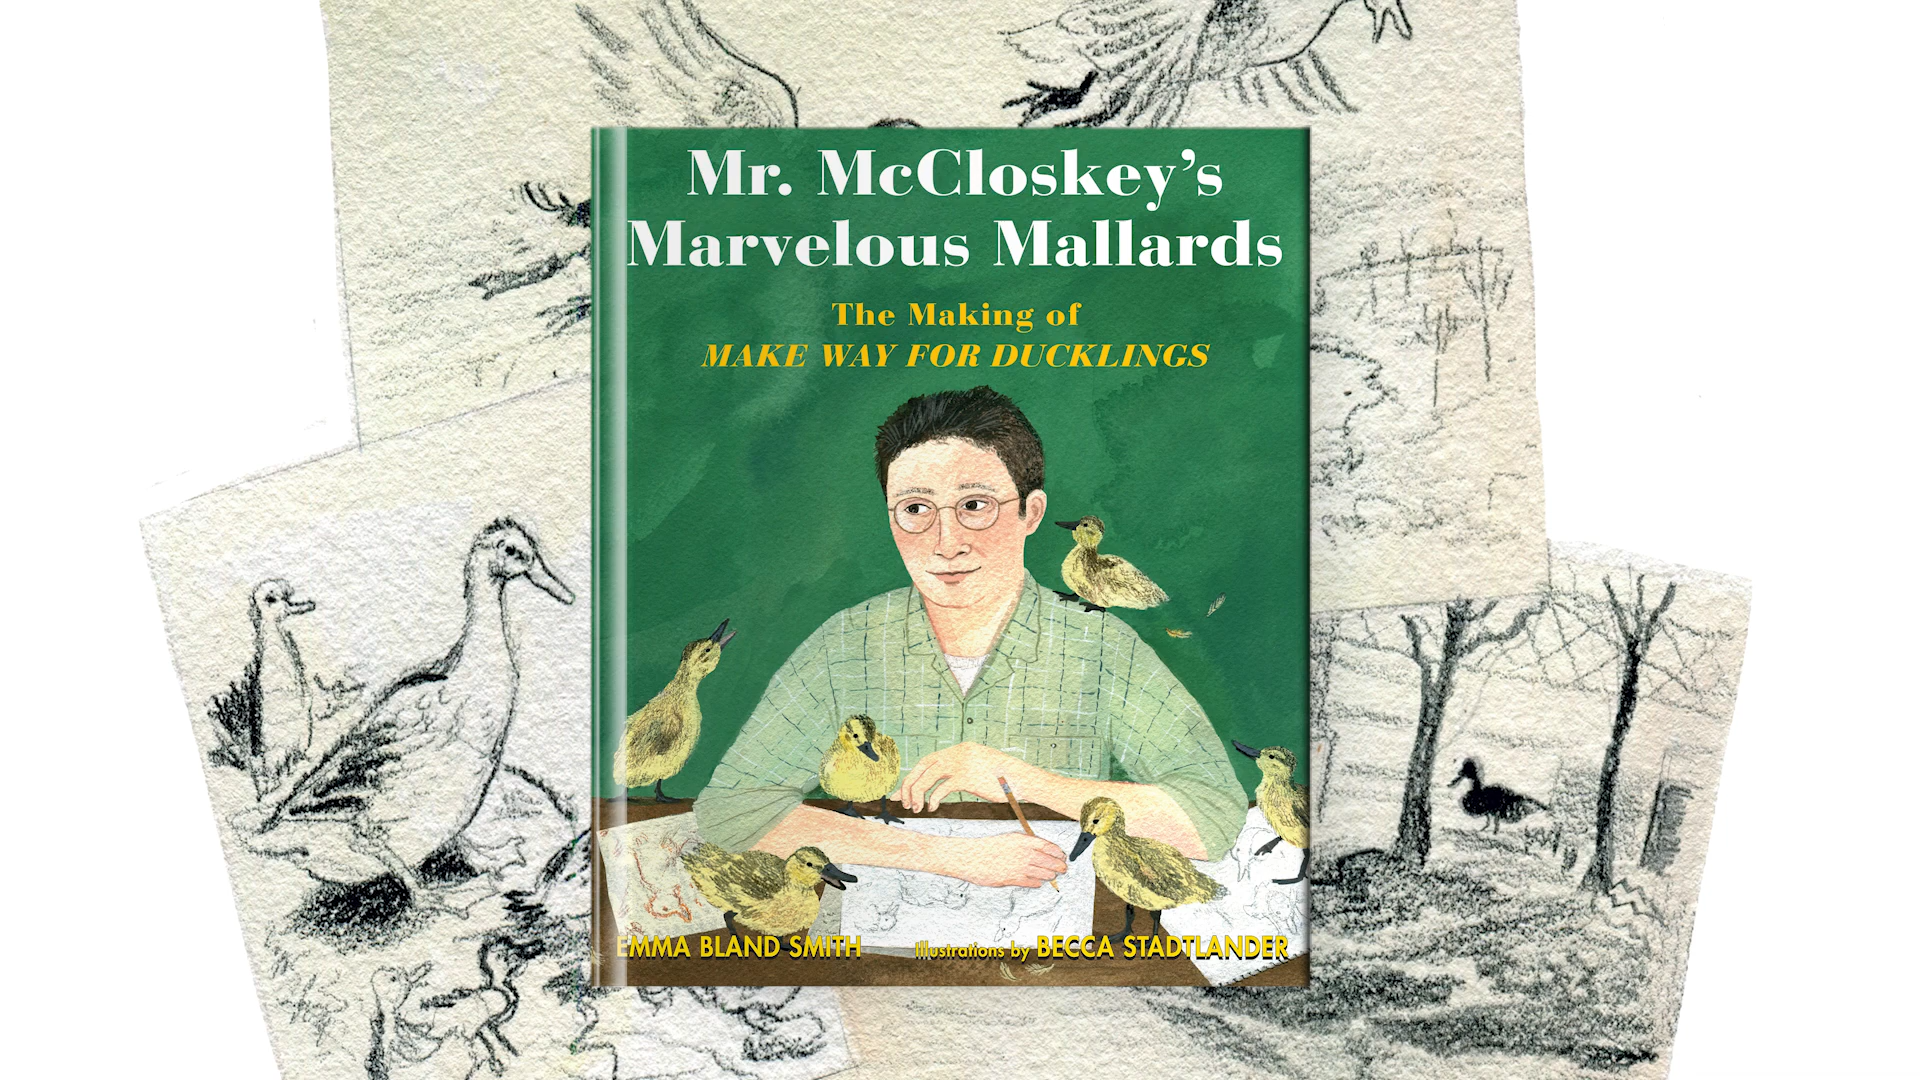 Mr. McCloskey’s
Marvelous Mallards
The Making of
MAKE WAY FOR DUCKLINGS
EMMA BLAND SMITH
Illustrations by BECCA STADTLANDER